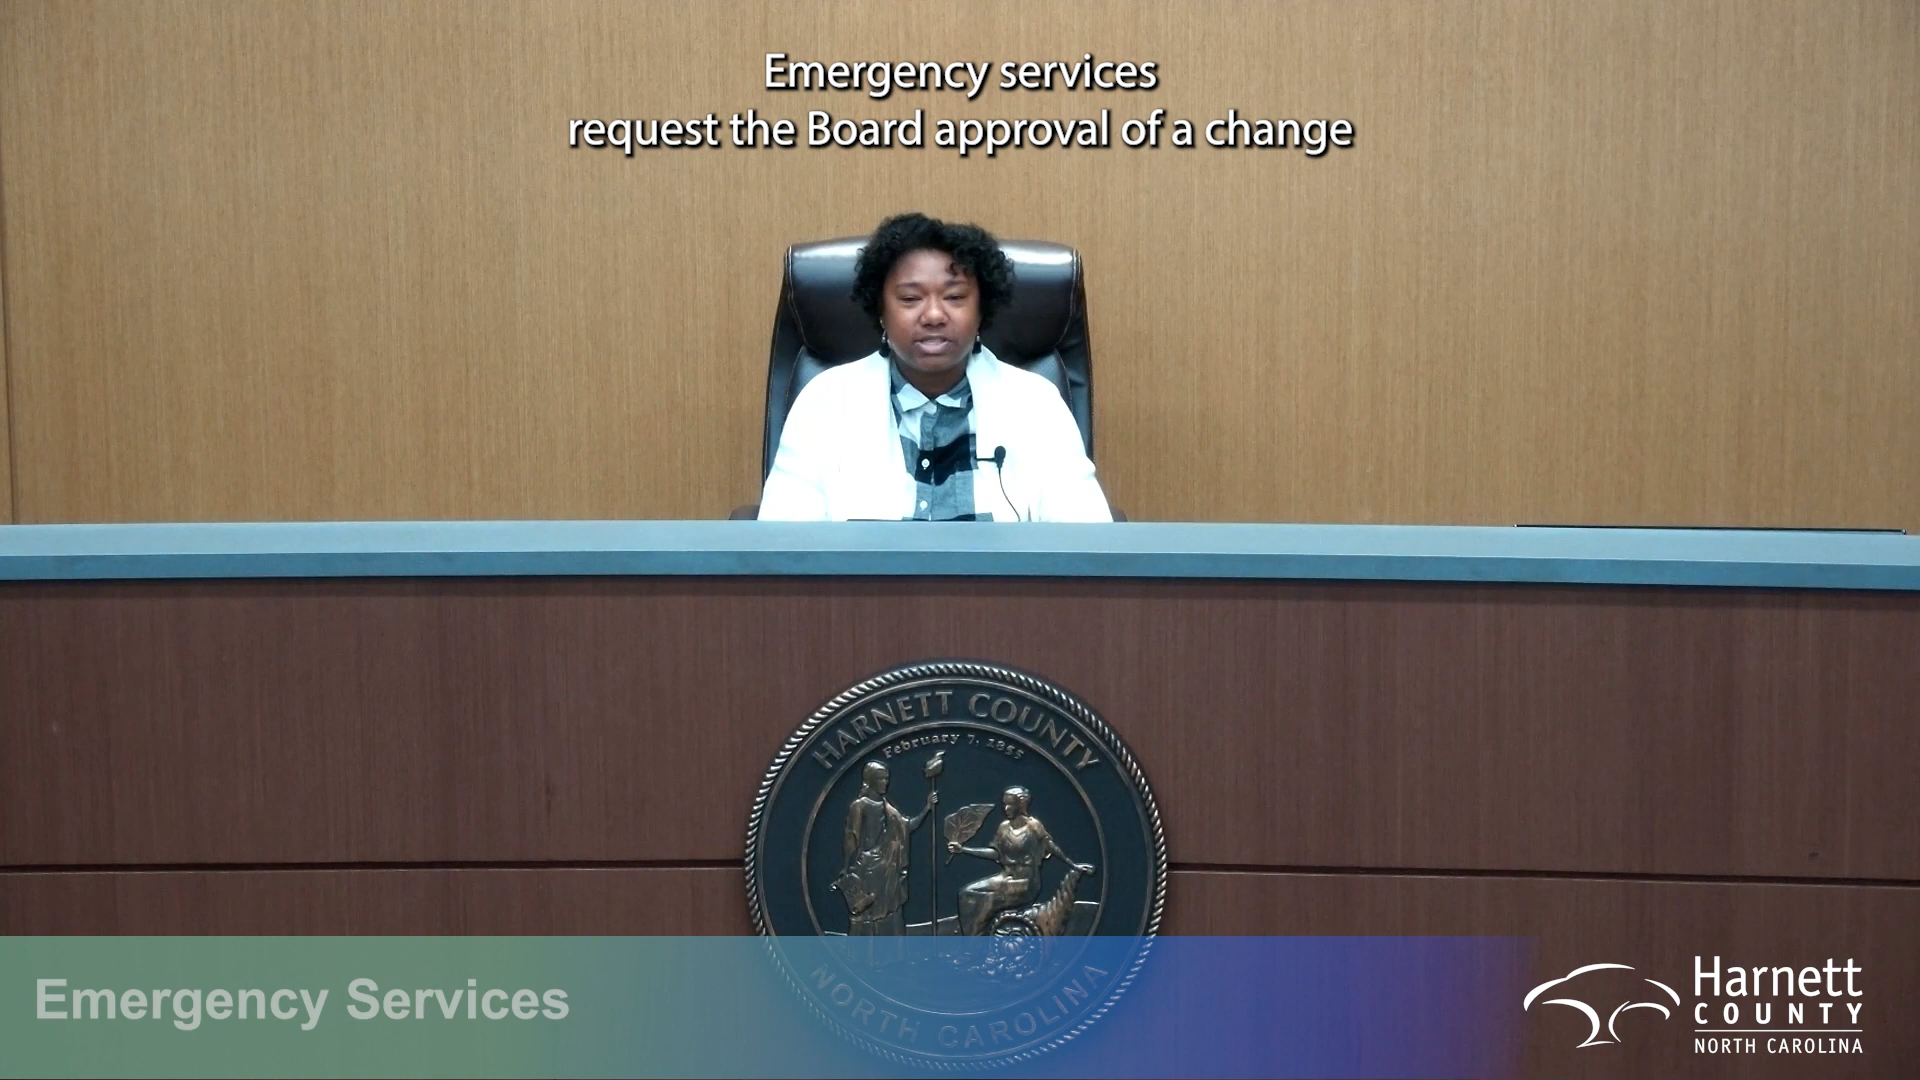 Emergency services
request the Board approval of a change
HARNETT COUNTY
February 7, 1855
NORTH CAROLINA
Emergency Services
Harnett
COUNTY
NORTH CAROLINA